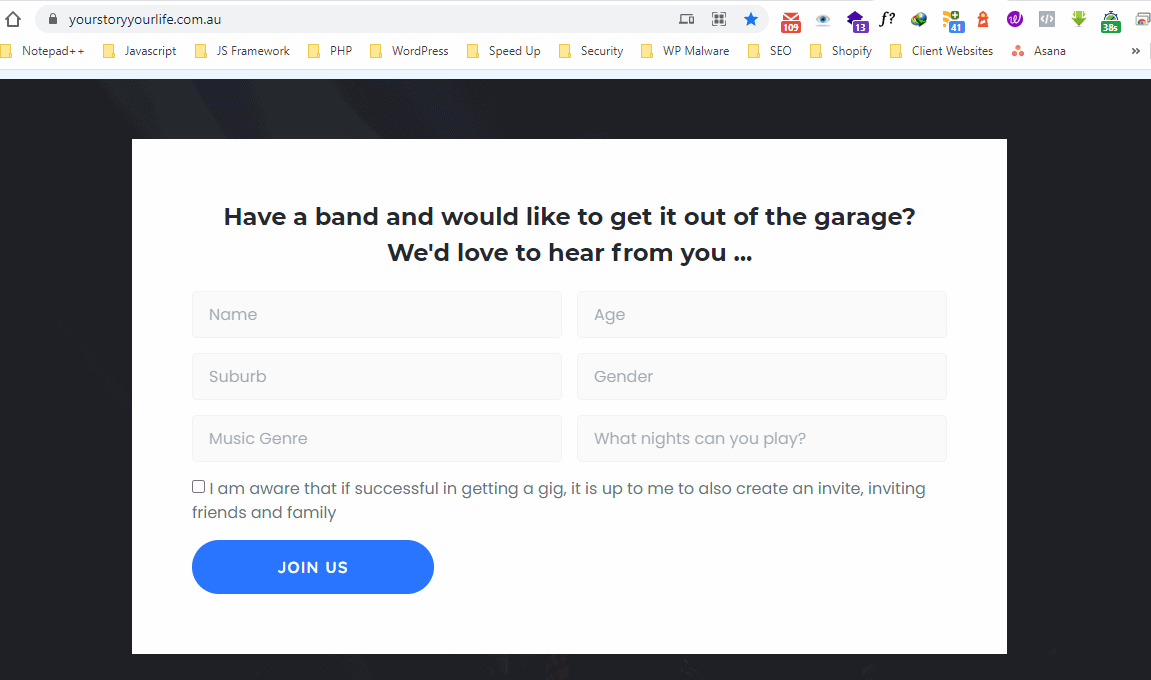 yourstoryyourlife.com.au
109
13
f?
41
38s
Notepad++ Javascript JS Framework PHP WordPress Speed Up Security WP Malware SEO Shopify Client Websites Asana »
Have a band and would like to get it out of the garage?
We'd love to hear from you ...
Name Age
Suburb Gender
Music Genre What nights can you play?
I am aware that if successful in getting a gig, it is up to me to also create an invite, inviting
friends and family
JOIN US